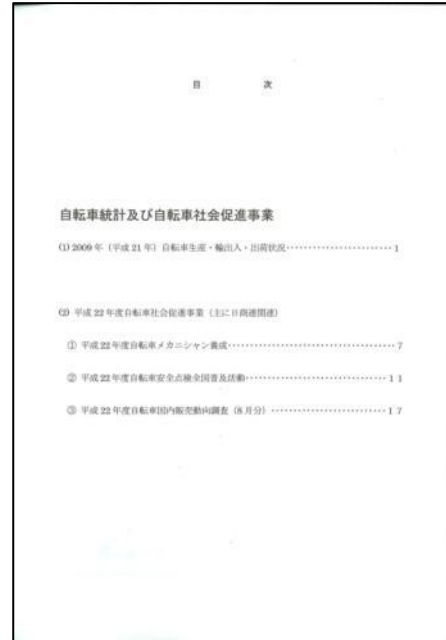 目　次
自転車統計及び自転車社会促進事業
(1) 2009年（平成21年）自転車生産・輸出入・出荷状況‥‥‥‥‥‥‥‥‥‥‥‥1
(2) 平成22年度自転車社会促進事業（主に日商連関連）
① 平成22年度自転車メカニシャン養成‥‥‥‥‥‥‥‥‥‥‥‥‥‥‥‥7
② 平成22年度自転車安全点検全国普及活動‥‥‥‥‥‥‥‥‥‥‥‥‥‥11
③ 平成22年度自転車国内販売動向調査（8月分）‥‥‥‥‥‥‥‥‥‥‥‥17